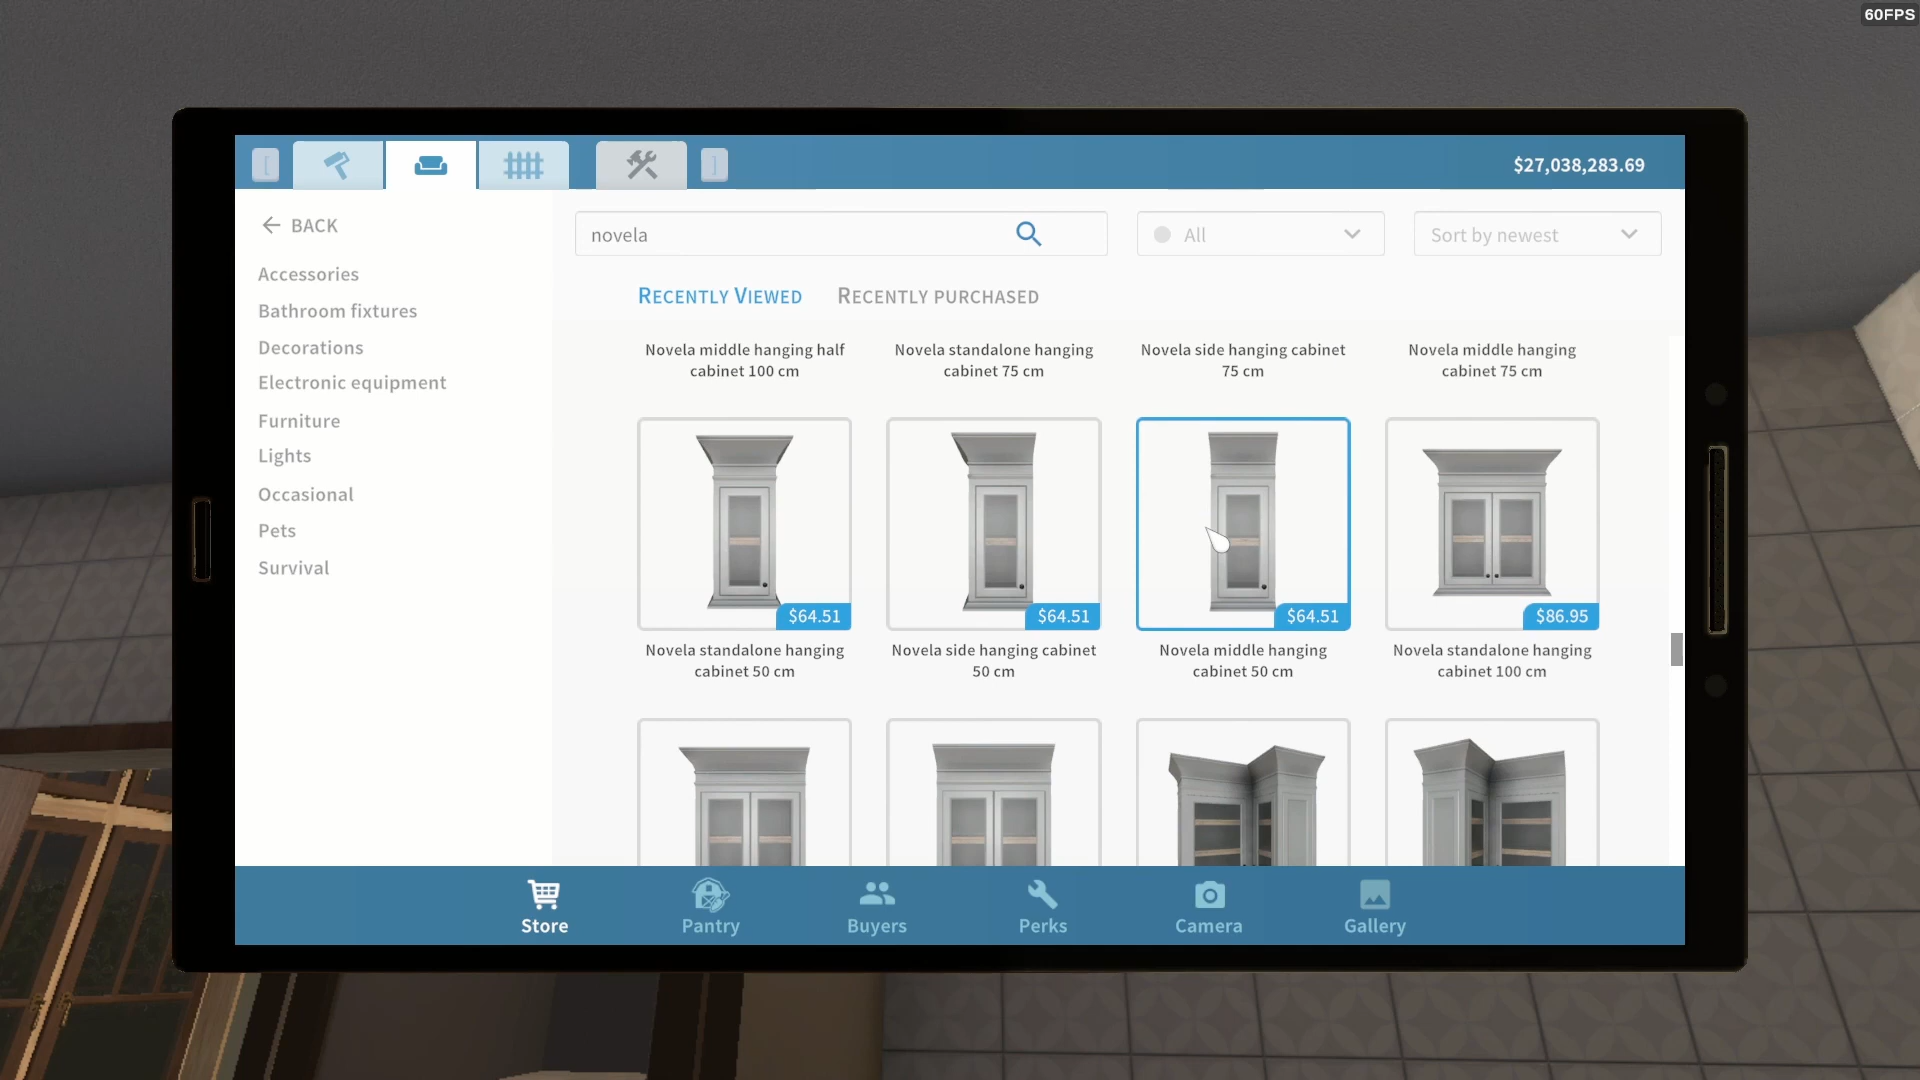 60FPS
[
]
$27,038,283.69
BACK
novela
All
Sort by newest
Accessories
Bathroom fixtures
Decorations
Electronic equipment
Furniture
Lights
Occasional
Pets
Survival
RECENTLY VIEWED
RECENTLY PURCHASED
Novela middle hanging half
cabinet 100 cm
Novela standalone hanging
cabinet 75 cm
Novela side hanging cabinet
75 cm
Novela middle hanging
cabinet 75 cm
$64.51
$64.51
$64.51
$86.95
Novela standalone hanging
cabinet 50 cm
Novela side hanging cabinet
50 cm
Novela middle hanging
cabinet 50 cm
Novela standalone hanging
cabinet 100 cm
Store
Pantry
Buyers
Perks
Camera
Gallery